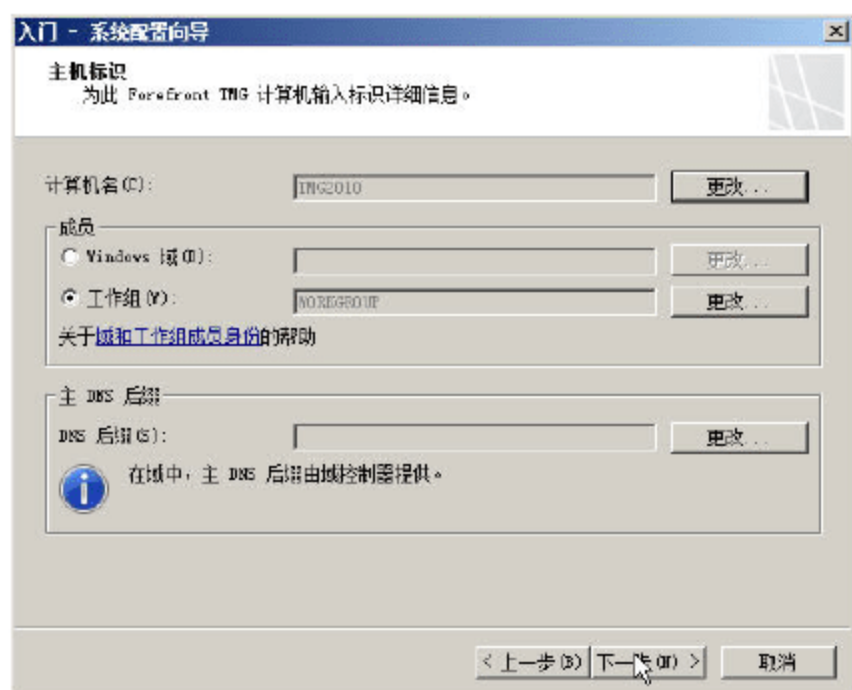 入门 - 系统配置向导
主机标识
为此 Forefront TMG 计算机输入标识详细信息。
计算机名(C):
TMG2010
更改...
成员
Windows 域(D):
更改...
工作组(W):
WORKGROUP
更改...
关于域和工作组成员身份的帮助
主 DNS 后缀
DNS 后缀(S):
更改...
在域中,主 DNS 后缀由域控制器提供。
< 上一步(B)
下一步(N) >
取消